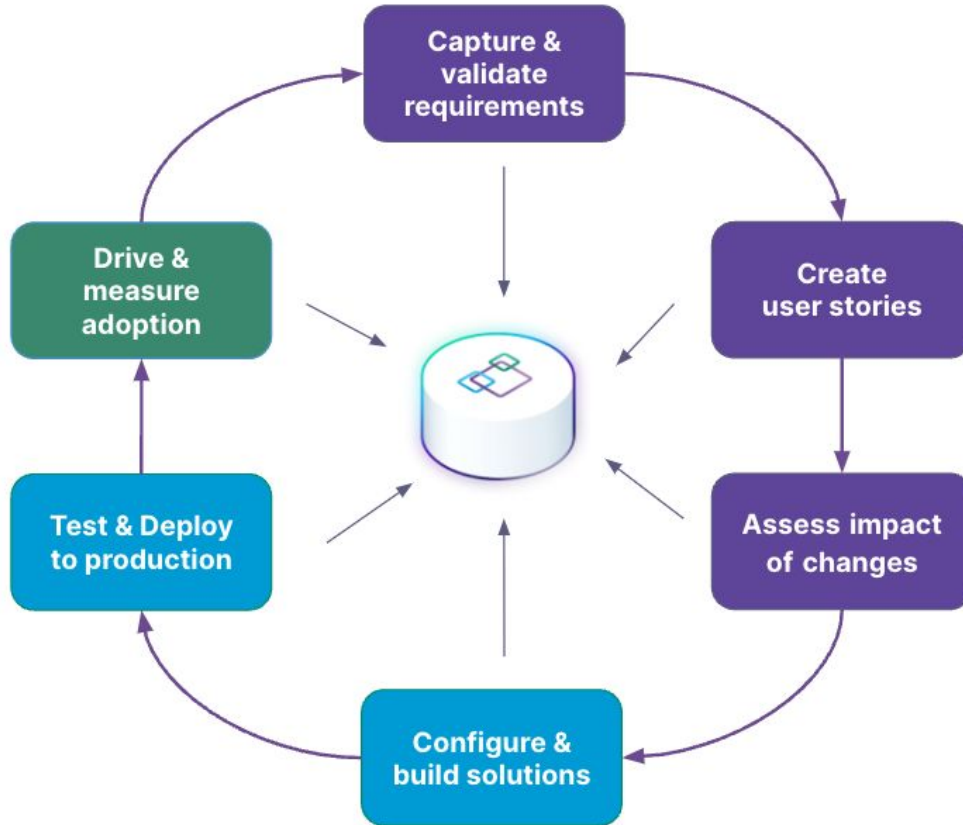 Capture &
validate
requirements
Create
user stories
Assess impact
of changes
Configure &
build solutions
Test & Deploy
to production
Drive &
measure
adoption